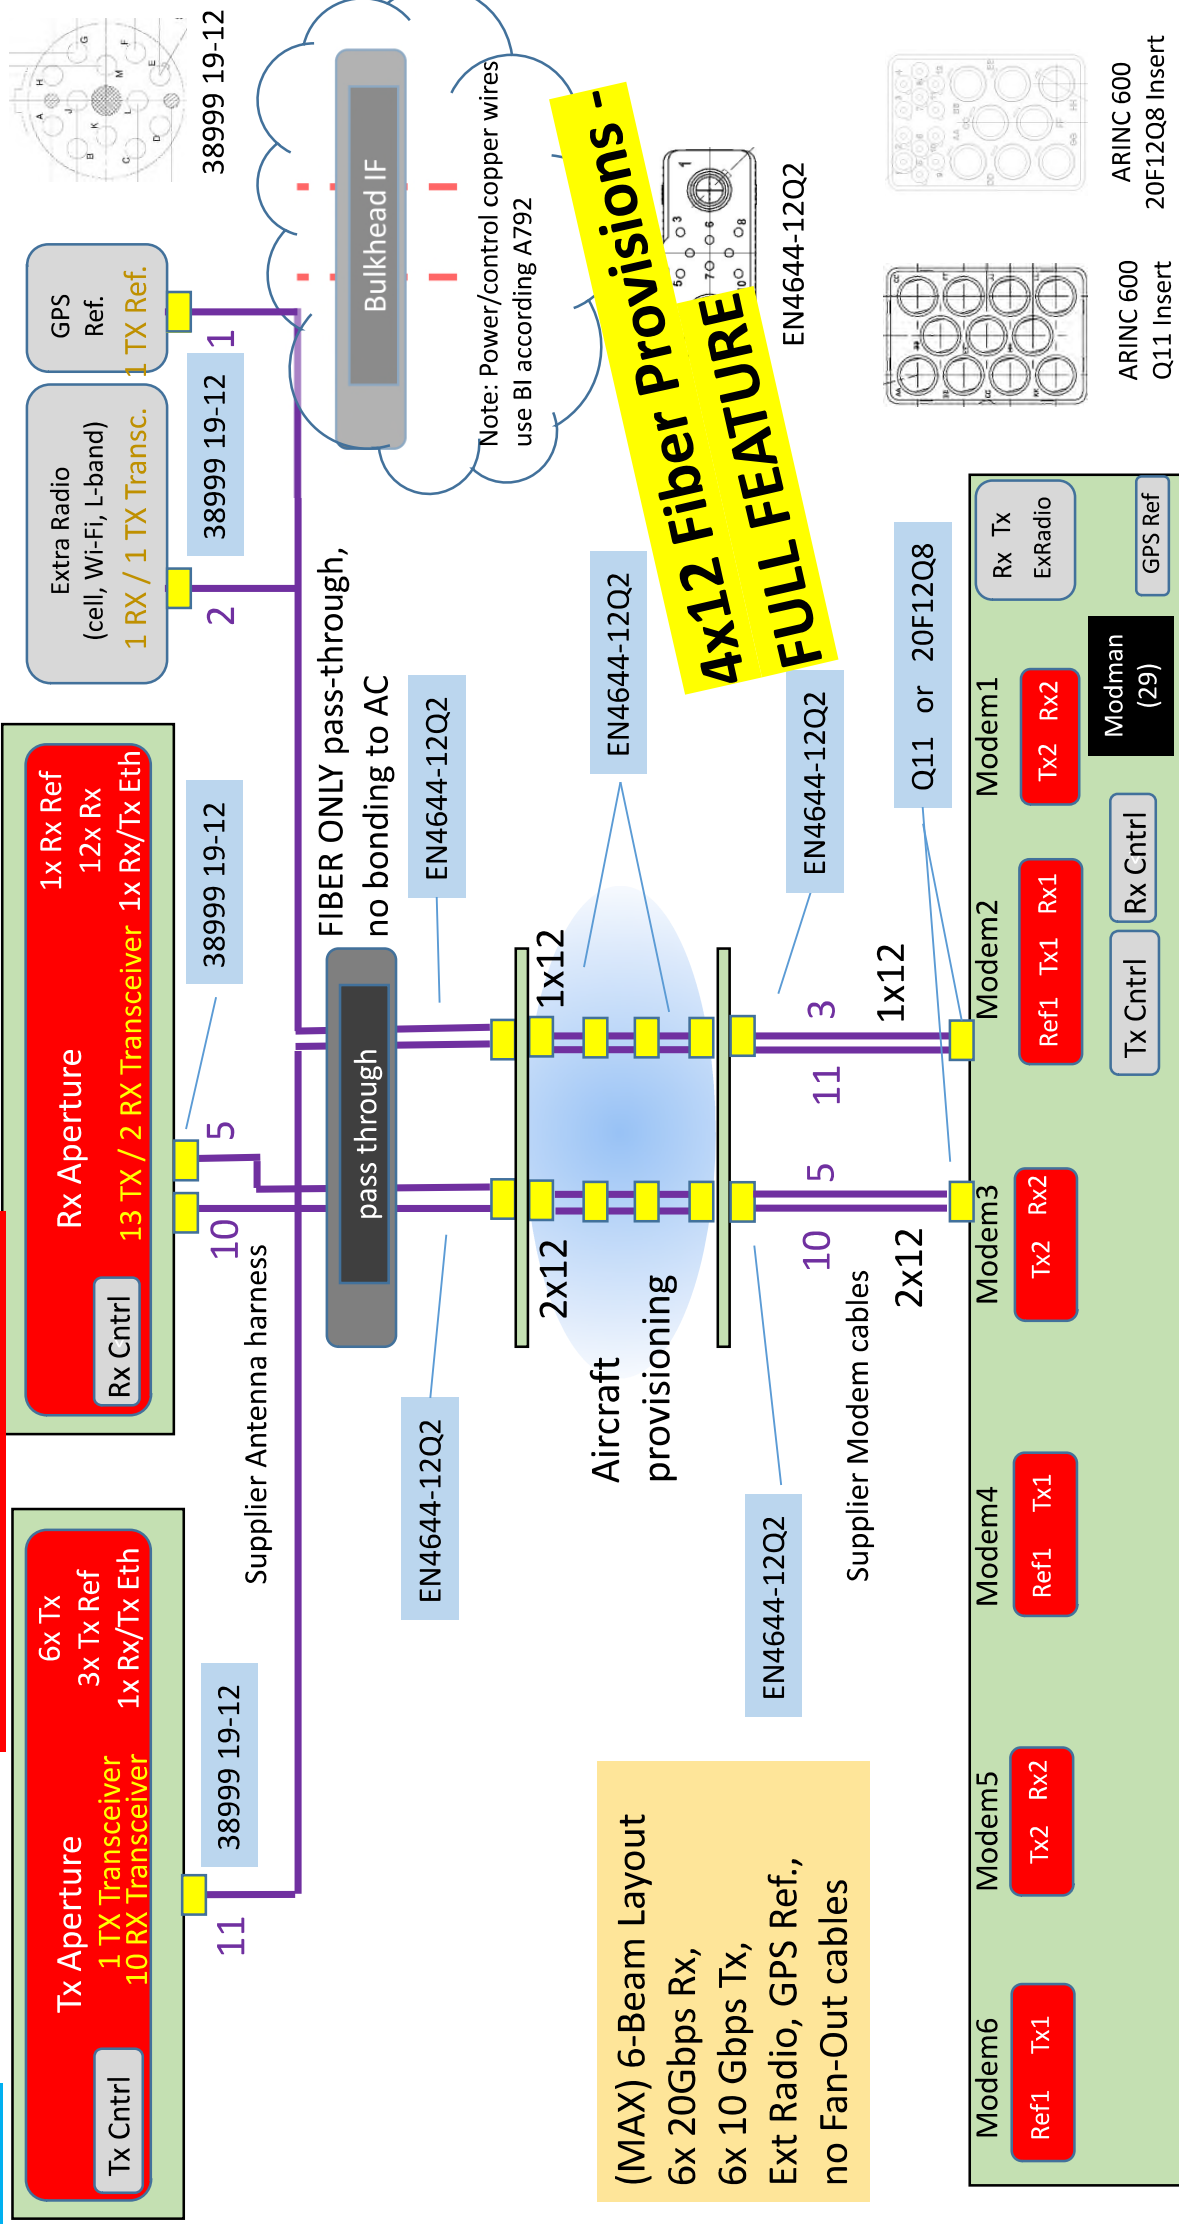 Tx Aperture
1 TX Transceiver
10 RX Transceiver
6x Tx
3x Tx Ref
1x Rx/Tx Eth
Tx Cntrl
11
38999 19-12
Rx Aperture
13 TX / 2 RX Transceiver
1x Rx Ref
12x Rx
1x Rx/Tx Eth
Rx Cntrl
10
5
38999 19-12
Supplier Antenna harness
Extra Radio
(cell, Wi-Fi, L-band)
1 RX / 1 TX Transc.
2
38999 19-12
GPS
Ref.
1 TX Ref.
1
A
H
G
B
J
F
K
M
C
L
E
D
38999 19-12
FIBER ONLY pass-through,
no bonding to AC
pass through
Bulkhead IF
Note: Power/control copper wires
use BI according A792
EN4644-12Q2
EN4644-12Q2
2x12
1x12
EN4644-12Q2
Aircraft
provisioning
4x12 Fiber Provisions -
FULL FEATURE
1
3
5
6
7
8
EN4644-12Q2
EN4644-12Q2
EN4644-12Q2
10
5
11
3
Supplier Modem cables
2x12
1x12
Q11 or 20F12Q8
(MAX) 6-Beam Layout
6x 20Gbps Rx,
6x 10 Gbps Tx,
Ext Radio, GPS Ref.,
no Fan-Out cables
ARINC 600
Q11 Insert
ARINC 600
20F12Q8 Insert
Modem6
Ref1 Tx1
Modem5
Tx2 Rx2
Modem4
Ref1 Tx1
Modem3
Tx2 Rx2
Modem2
Ref1 Tx1 Rx1
Modem1
Tx2 Rx2
Rx Tx
ExRadio
Tx Cntrl
Rx Cntrl
Modman
(29)
GPS Ref